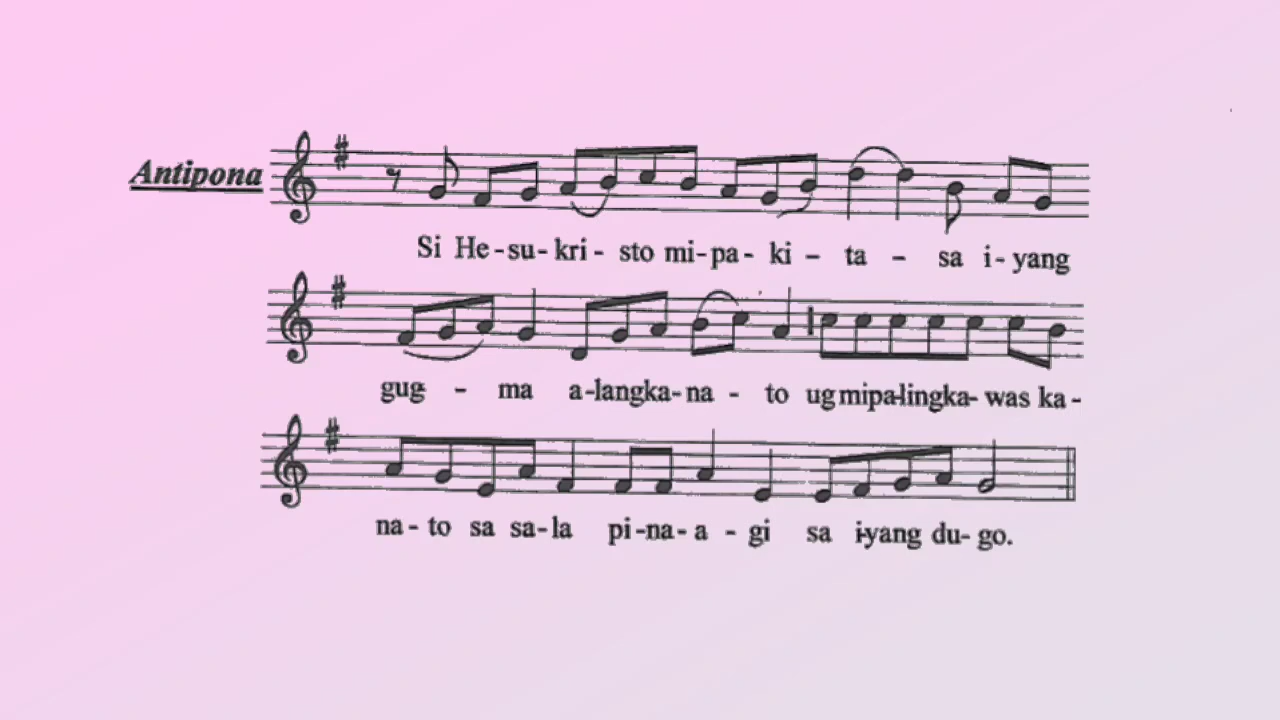 Antipona
Si He-su-kri- sto mi-pa- ki - ta - sa i-yang
gug - ma a-langka-na - to ug mipa-lingka- was ka-
na-to sa sa-la pi-na-a - gi sa i-yang du- go.